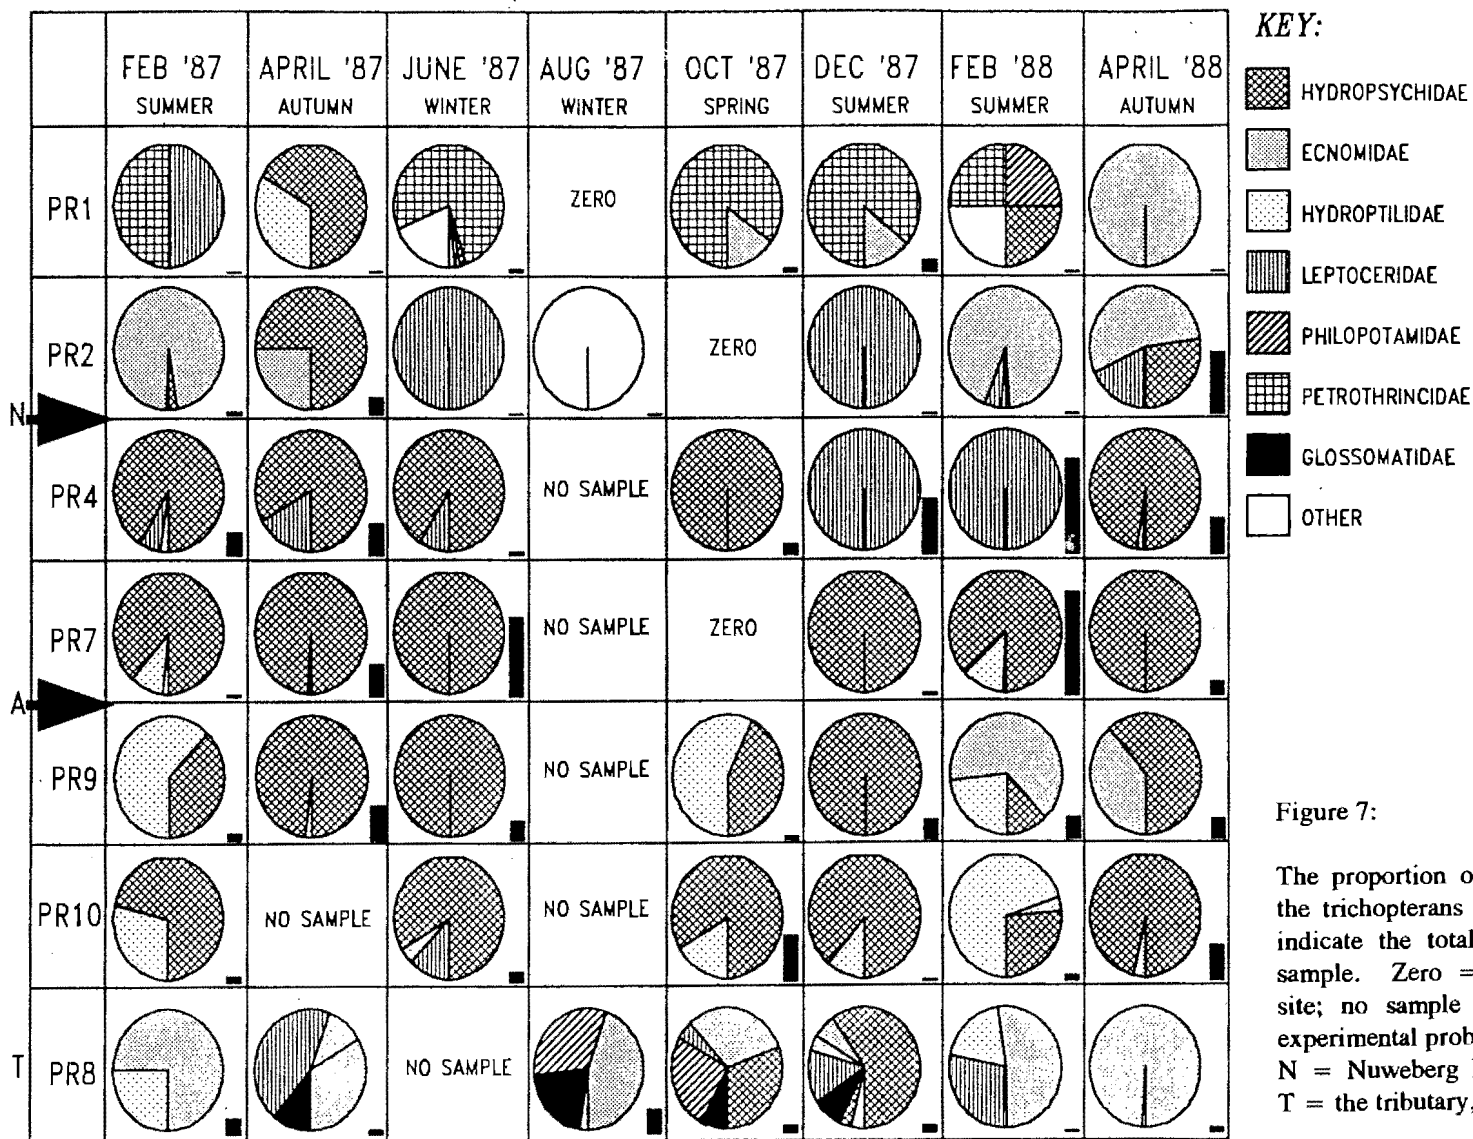 FEB '87 APRIL '87 JUNE '87 AUG '87 OCT '87 DEC '87 FEB '88 APRIL '88
SUMMER AUTUMN WINTER WINTER SPRING SUMMER SUMMER AUTUMN
PR1 ZERO
PR2 ZERO
N
PR4 NO SAMPLE
PR7 NO SAMPLE ZERO
A
PR9 NO SAMPLE
PR10 NO SAMPLE NO SAMPLE
T PR8 NO SAMPLE
KEY:
HYDROPSYCHIDAE
ECNOMIDAE
HYDROPTILIDAE
LEPTOCERIDAE
PHILOPOTAMIDAE
PETROTHRINCIDAE
GLOSSOMATIDAE
OTHER
Figure 7:
The proportion o
the trichopterans
indicate the total
sample. Zero =
site; no sample
experimental prob
N = Nuweberg
T = the tributary,